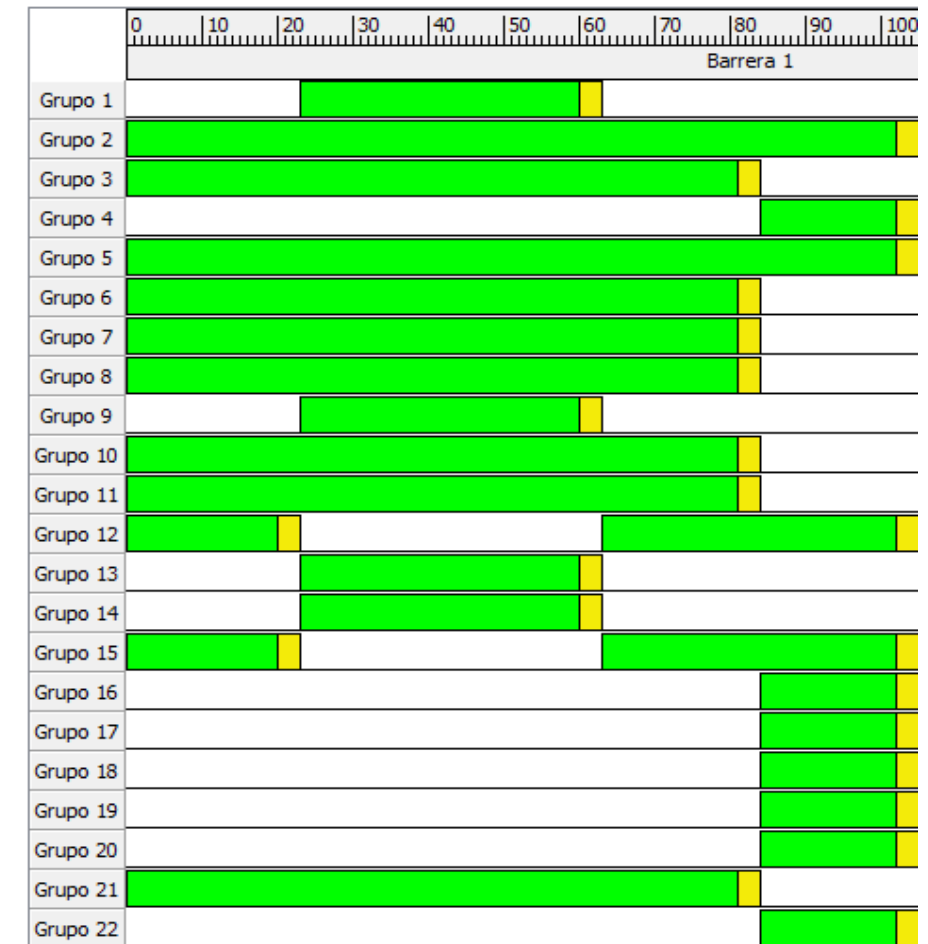 0 10 20 30 40 50 60 70 80 90 100
Barrera 1
Grupo 1
Grupo 2
Grupo 3
Grupo 4
Grupo 5
Grupo 6
Grupo 7
Grupo 8
Grupo 9
Grupo 10
Grupo 11
Grupo 12
Grupo 13
Grupo 14
Grupo 15
Grupo 16
Grupo 17
Grupo 18
Grupo 19
Grupo 20
Grupo 21
Grupo 22